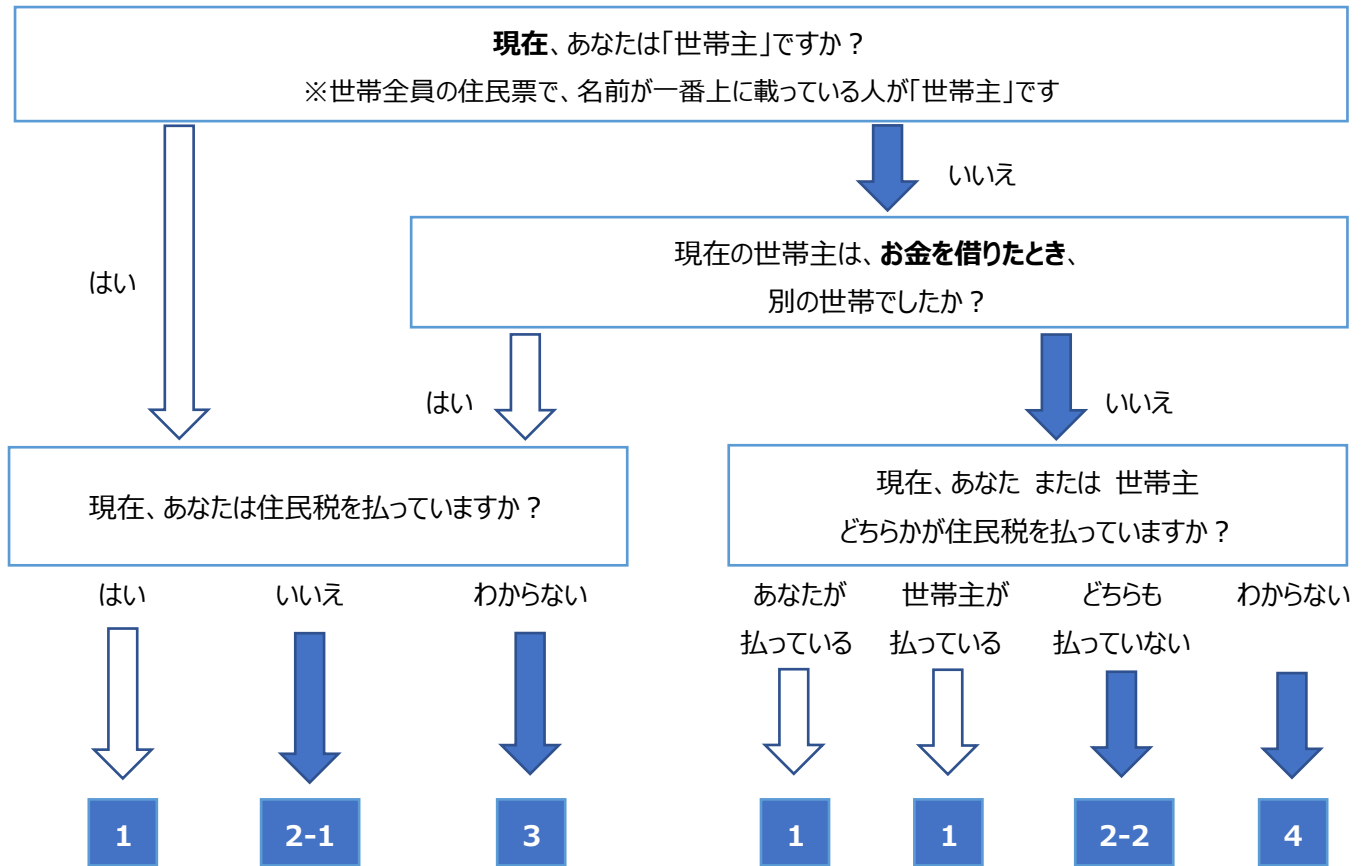 現在、あなたは「世帯主」ですか？
※世帯全員の住民票で、名前が一番上に載っている人が「世帯主」です
いいえ
現在の世帯主は、お金を借りたとき、
別の世帯でしたか？
はい
はい
いいえ
現在、あなたは住民税を払っていますか？
現在、あなた または 世帯主
どちらかが住民税を払っていますか？
はい
いいえ
わからない
あなたが
払っている
世帯主が
払っている
どちらも
払っていない
わからない
1
2-1
3
1
1
2-2
4